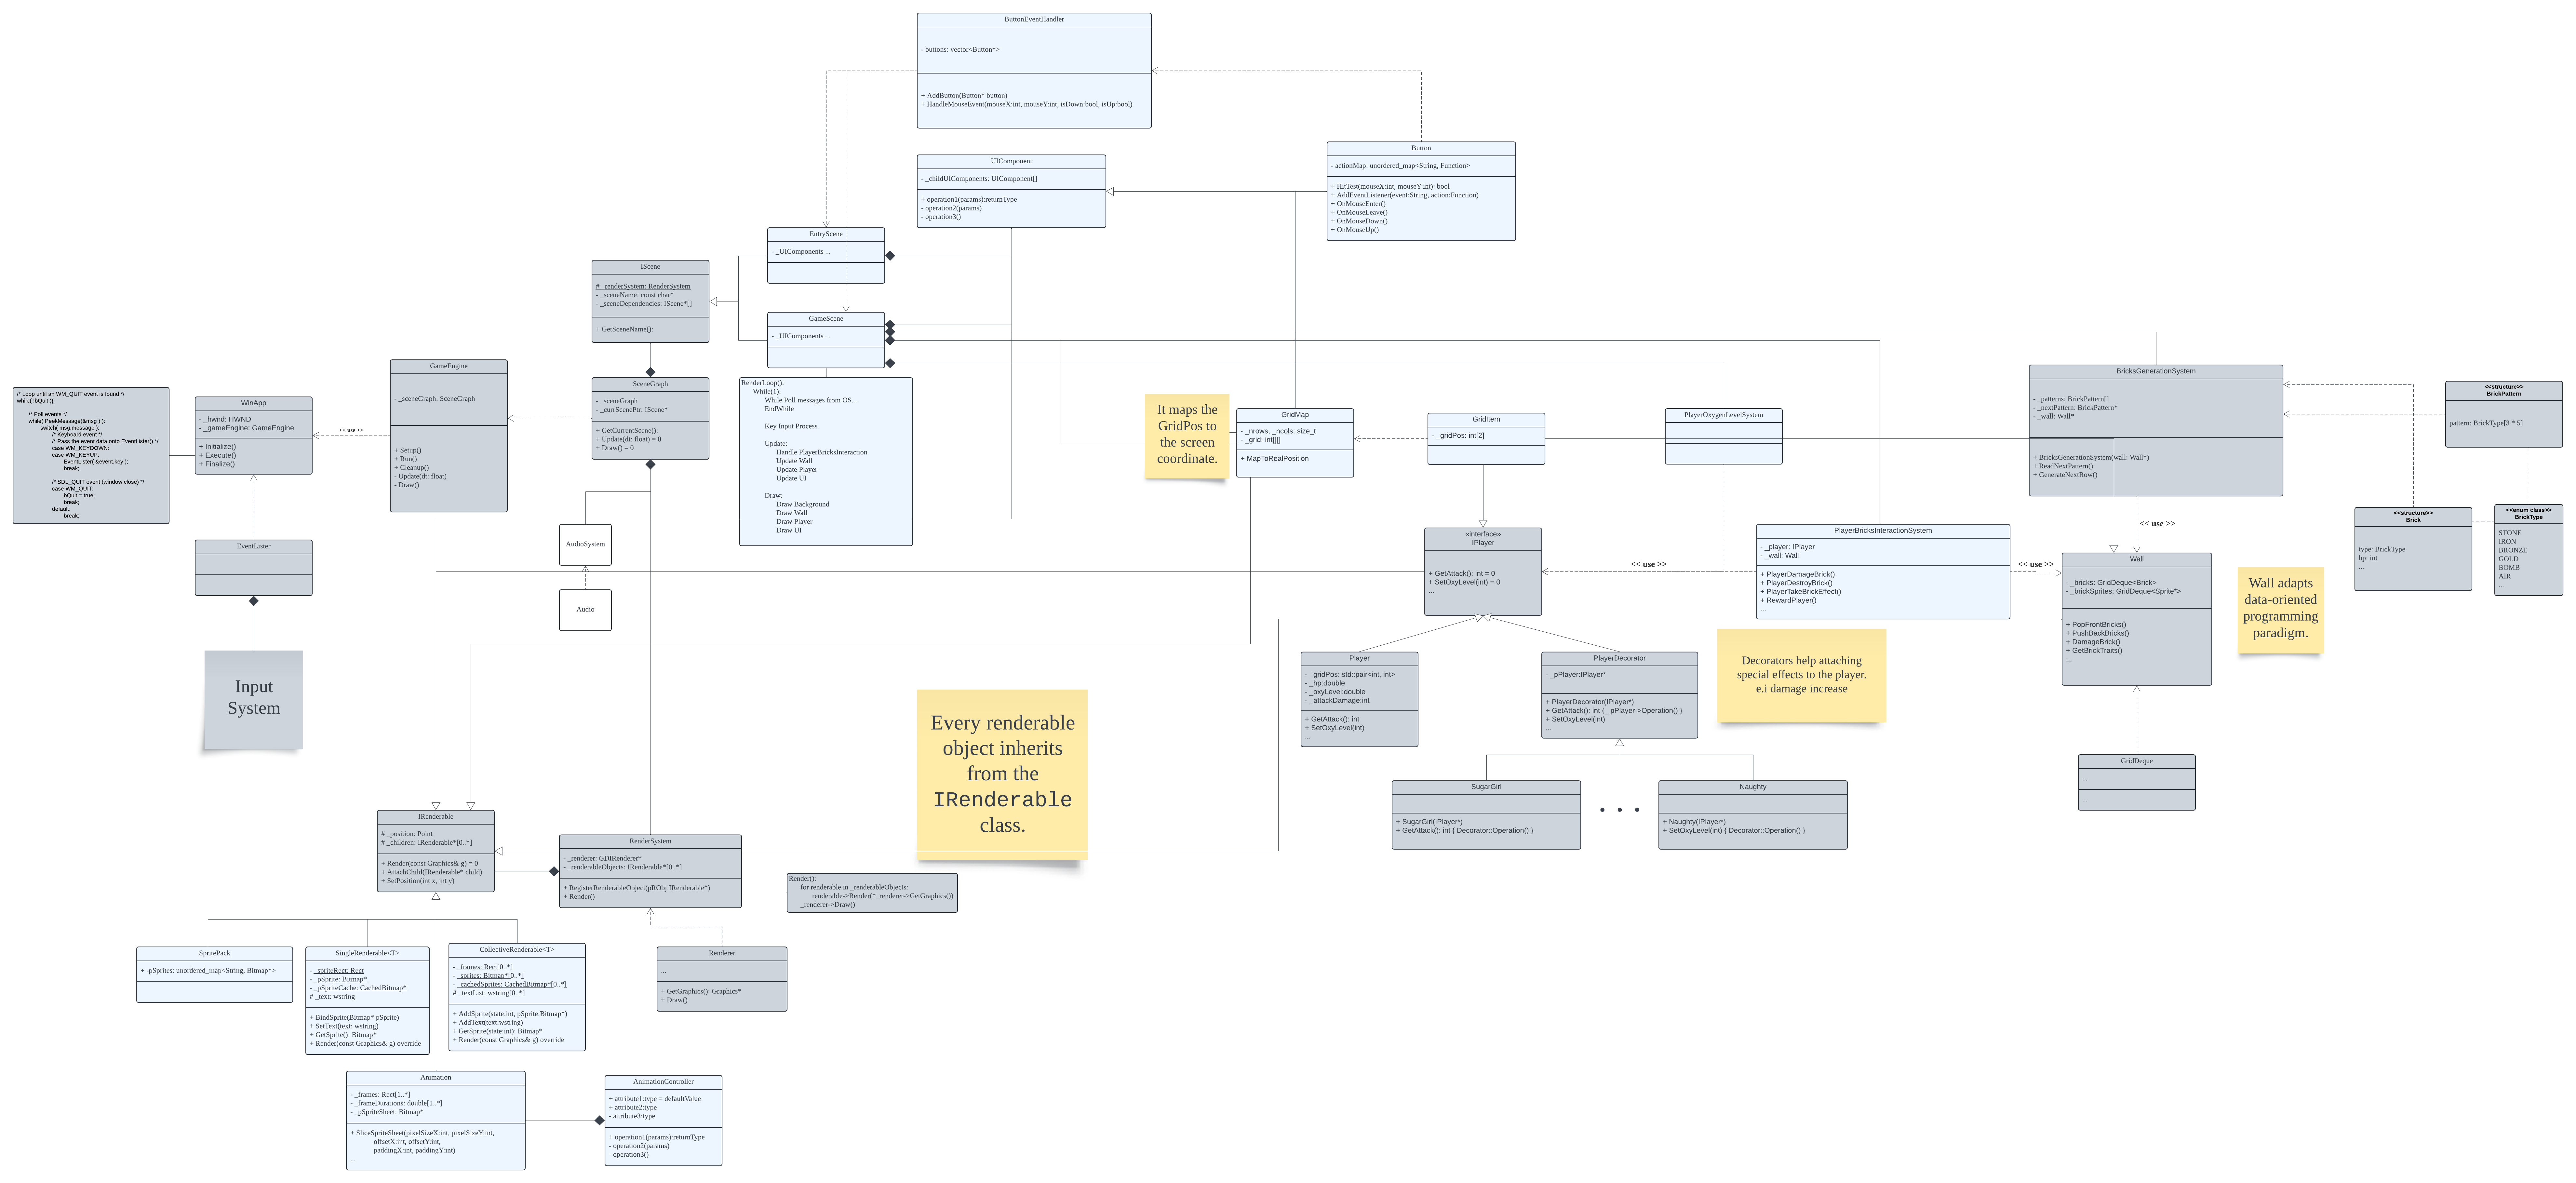 ButtonEventHandler
- buttons: vector<Button*>
+ AddButton(Button* button)
+ HandleMouseEvent(mouseX:int, mouseY:int, isDown:bool, isUp:bool)
UIComponent
- _childUIComponents: UIComponent[]
+ operation1(params):returnType
- operation2(params)
- operation3()
Button
- actionMap: unordered_map<String, Function>
+ HitTest(mouseX:int, mouseY:int): bool
+ AddEventListener(event:String, action:Function)
+ OnMouseEnter()
+ OnMouseLeave()
+ OnMouseDown()
+ OnMouseUp()
EntryScene
- _UIComponents ...
IScene
# _renderSystem: RenderSystem
- _sceneName: const char*
- _sceneDependencies: IScene*[]
+ GetSceneName():
GameScene
- _UIComponents ...
GameEngine
- _sceneGraph: SceneGraph
+ Setup()
+ Run()
+ Cleanup()
- Update(dt: float)
- Draw()
SceneGraph
- _sceneGraph
- _currScenePtr: IScene*
+ GetCurrentScene():
+ Update(dt: float) = 0
+ Draw() = 0
RenderLoop():
While(1):
While Poll messages from OS...
EndWhile
Key Input Process
Update:
Handle PlayerBricksInteraction
Update Wall
Update Player
Update UI
Draw:
Draw Background
Draw Wall
Draw Player
Draw UI
/* Loop until an WM_QUIT event is found */
while( !bQuit ){
/* Poll events */
while( PeekMessage(&msg ) ):
switch( msg.message ):
/* Keyboard event */
/* Pass the event data onto EventLister() */
case WM_KEYDOWN:
case WM_KEYUP:
EventLister( &event.key );
break;
/* SDL_QUIT event (window close) */
case WM_QUIT:
bQuit = true;
break;
default:
break;
WinApp
- _hwnd: HWND
- _gameEngine: GameEngine
+ Initialize()
+ Execute()
+ Finalize()
<< use >>
EventLister
Input
System
AudioSystem
Audio
It maps the
GridPos to
the screen
coordinate.
GridMap
- _nrows, _ncols: size_t
- _grid: int[][]
+ MapToRealPosition
GridItem
- _gridPos: int[2]
PlayerOxygenLevelSystem
BricksGenerationSystem
- _patterns: BrickPattern[]
- _nextPattern: BrickPattern*
- _wall: Wall*
+ BricksGenerationSystem(wall: Wall*)
+ ReadNextPattern()
+ GenerateNextRow()
<<structure>>
BrickPattern
pattern: BrickType[3 * 5]
<<structure>>
Brick
type: BrickType
hp: int
...
<<enum class>>
BrickType
STONE
IRON
BRONZE
GOLD
BOMB
AIR
...
<< use >>
«interface»
IPlayer
+ GetAttack(): int = 0
+ SetOxyLevel(int) = 0
...
<< use >>
PlayerBricksInteractionSystem
- _player: IPlayer
- _wall: Wall
+ PlayerDamageBrick()
+ PlayerDestroyBrick()
+ PlayerTakeBrickEffect()
+ RewardPlayer()
...
<< use >>
Wall
- _bricks: GridDeque<Brick>
- _brickSprites: GridDeque<Sprite*>
+ PopFrontBricks()
+ PushBackBricks()
+ DamageBrick()
+ GetBrickTraits()
...
Wall adapts
data-oriented
programming
paradigm.
Player
- _gridPos: std::pair<int, int>
- _hp:double
- _oxyLevel:double
- _attackDamage:int
+ GetAttack(): int
+ SetOxyLevel(int)
...
PlayerDecorator
- _pPlayer:IPlayer*
+ PlayerDecorator(IPlayer*)
+ GetAttack(): int { _pPlayer->Operation() }
+ SetOxyLevel(int)
...
Decorators help attaching
special effects to the player.
e.i damage increase
SugarGirl
+ SugarGirl(IPlayer*)
+ GetAttack(): int { Decorator::Operation() }
• • •
Naughty
+ Naughty(IPlayer*)
+ SetOxyLevel(int) { Decorator::Operation() }
GridDeque
...
...
Every renderable
object inherits
from the
IRenderable
class.
IRenderable
# _position: Point
# _children: IRenderable*[0..*]
+ Render(const Graphics& g) = 0
+ AttachChild(IRenderable* child)
+ SetPosition(int x, int y)
RenderSystem
- _renderer: GDIRenderer*
- _renderableObjects: IRenderable*[0..*]
+ RegisterRenderableObject(pRObj:IRenderable*)
+ Render()
Render():
for renderable in _renderableObjects:
renderable->Render(*_renderer->GetGraphics())
_renderer->Draw()
Renderer
...
+ GetGraphics(): Graphics*
+ Draw()
SpritePack
+ -pSprites: unordered_map<String, Bitmap*>
SingleRenderable<T>
- _spriteRect: Rect
- _pSprite: Bitmap*
- _pSpriteCache: CachedBitmap*
# _text: wstring
+ BindSprite(Bitmap* pSprite)
+ SetText(text: wstring)
+ GetSprite(): Bitmap*
+ Render(const Graphics& g) override
CollectiveRenderable<T>
- _frames: Rect[0..*]
- _sprites: Bitmap*[0..*]
- _cachedSprites: CachedBitmap*[0..*]
# _textList: wstring[0..*]
+ AddSprite(state:int, pSprite:Bitmap*)
+ AddText(text:wstring)
+ GetSprite(state:int): Bitmap*
+ Render(const Graphics& g) override
Animation
- _frames: Rect[1..*]
- _frameDurations: double[1..*]
- _pSpriteSheet: Bitmap*
+ SliceSpriteSheet(pixelSizeX:int, pixelSizeY:int,
offsetX:int, offsetY:int,
paddingX:int, paddingY:int)
...
AnimationController
+ attribute1:type = defaultValue
+ attribute2:type
- attribute3:type
+ operation1(params):returnType
- operation2(params)
- operation3()